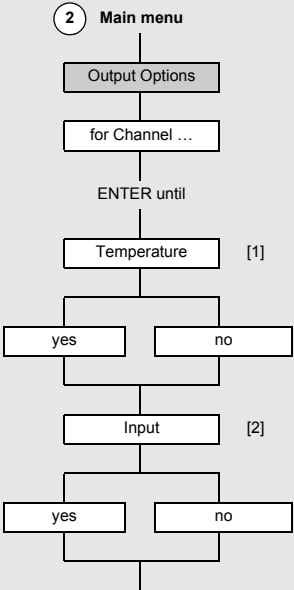 2 Main menu
Output Options
for Channel …
ENTER until
Temperature [1]
yes no
Input [2]
yes no